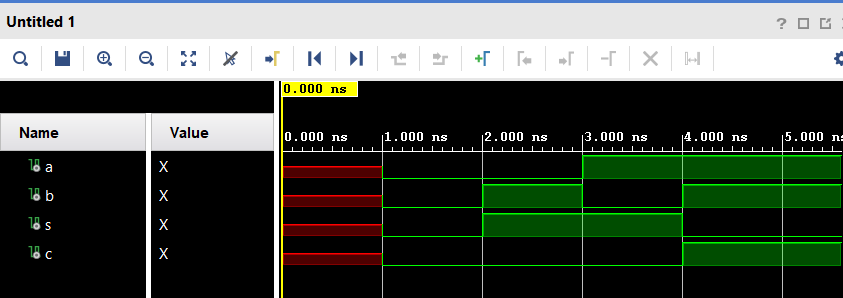 Untitled 1
?
0.000 ns
Name Value
0.000 ns 1.000 ns 2.000 ns 3.000 ns 4.000 ns 5.000 ns
a X
b X
s X
c X